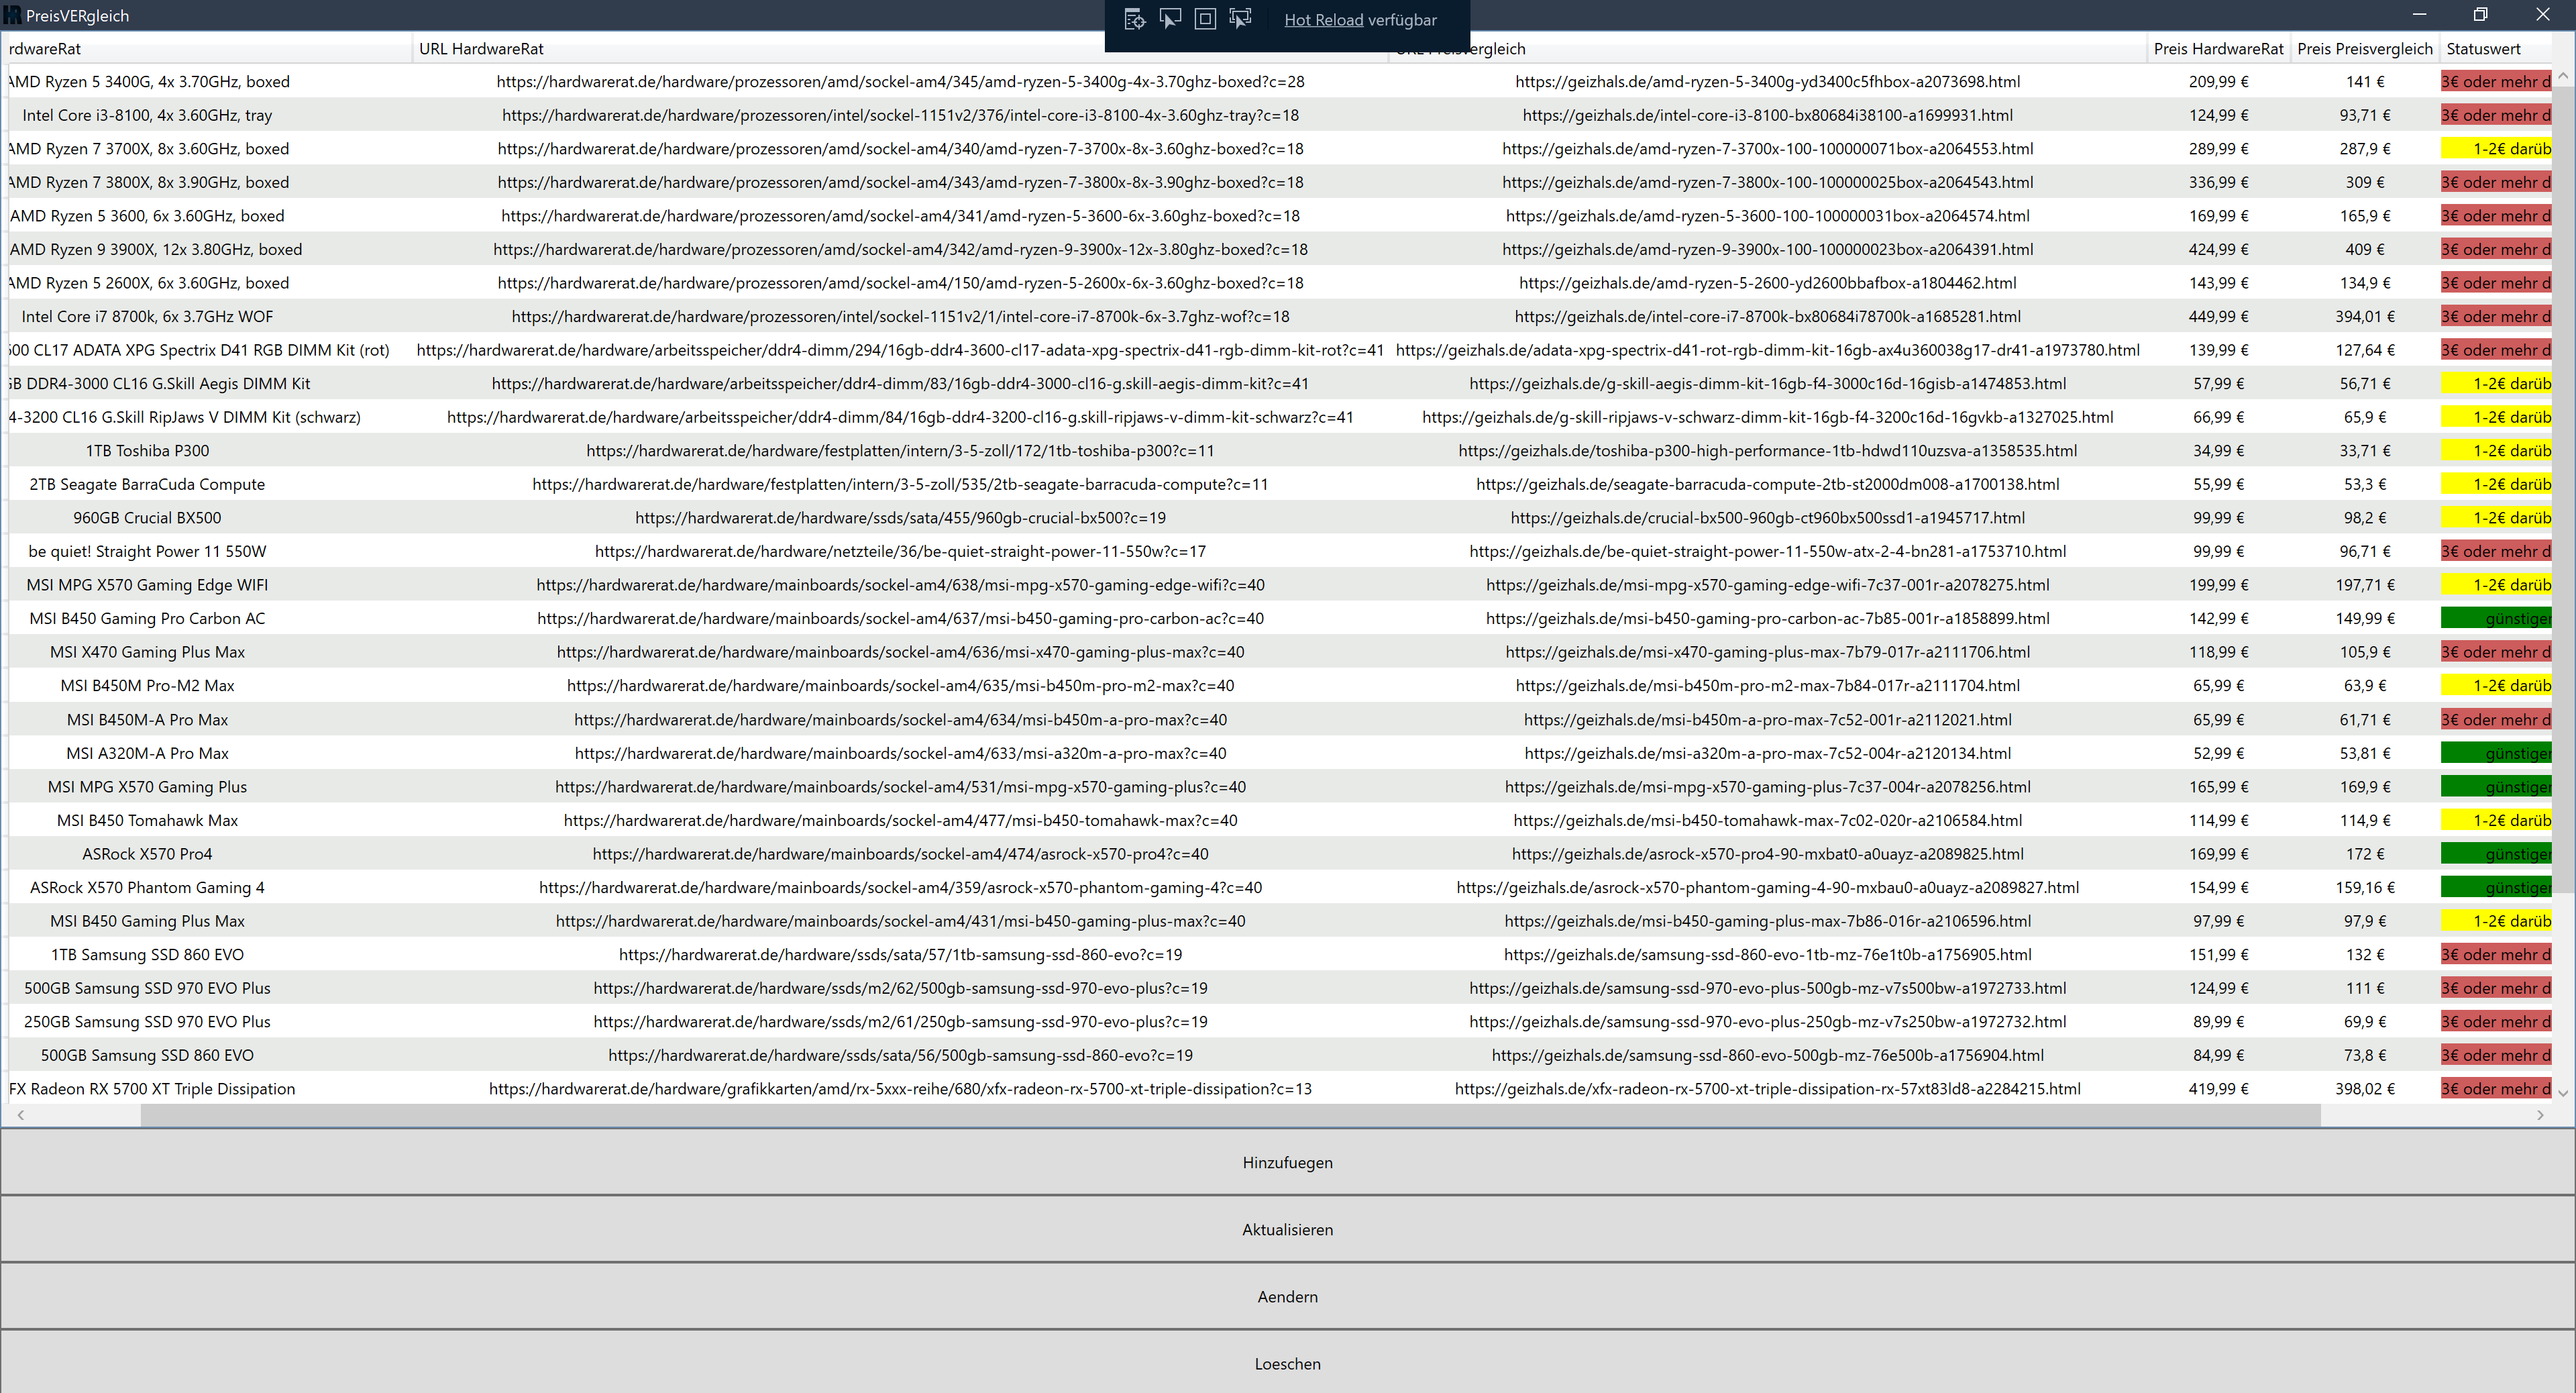 PreisVERgleich
Hot Reload verfügbar
rdwareRat URL HardwareRat URL Preisvergleich Preis HardwareRat Preis Preisvergleich Statuswert
AMD Ryzen 5 3400G, 4x 3.70GHz, boxed https://hardwarerat.de/hardware/prozessoren/amd/sockel-am4/345/amd-ryzen-5-3400g-4x-3.70ghz-boxed?c=28 https://geizhals.de/amd-ryzen-5-3400g-yd3400c5fhbox-a2073698.html 209,99 € 141 € 3€ oder mehr d
Intel Core i3-8100, 4x 3.60GHz, tray https://hardwarerat.de/hardware/prozessoren/intel/sockel-1151v2/376/intel-core-i3-8100-4x-3.60ghz-tray?c=18 https://geizhals.de/intel-core-i3-8100-bx80684i38100-a1699931.html 124,99 € 93,71 € 3€ oder mehr d
AMD Ryzen 7 3700X, 8x 3.60GHz, boxed https://hardwarerat.de/hardware/prozessoren/amd/sockel-am4/340/amd-ryzen-7-3700x-8x-3.60ghz-boxed?c=18 https://geizhals.de/amd-ryzen-7-3700x-100-100000071box-a2064553.html 289,99 € 287,9 € 1-2€ darüb
AMD Ryzen 7 3800X, 8x 3.90GHz, boxed https://hardwarerat.de/hardware/prozessoren/amd/sockel-am4/343/amd-ryzen-7-3800x-8x-3.90ghz-boxed?c=18 https://geizhals.de/amd-ryzen-7-3800x-100-100000025box-a2064543.html 336,99 € 309 € 3€ oder mehr d
AMD Ryzen 5 3600, 6x 3.60GHz, boxed https://hardwarerat.de/hardware/prozessoren/amd/sockel-am4/341/amd-ryzen-5-3600-6x-3.60ghz-boxed?c=18 https://geizhals.de/amd-ryzen-5-3600-100-100000031box-a2064574.html 169,99 € 165,9 € 3€ oder mehr d
AMD Ryzen 9 3900X, 12x 3.80GHz, boxed https://hardwarerat.de/hardware/prozessoren/amd/sockel-am4/342/amd-ryzen-9-3900x-12x-3.80ghz-boxed?c=18 https://geizhals.de/amd-ryzen-9-3900x-100-100000023box-a2064391.html 424,99 € 409 € 3€ oder mehr d
AMD Ryzen 5 2600X, 6x 3.60GHz, boxed https://hardwarerat.de/hardware/prozessoren/amd/sockel-am4/150/amd-ryzen-5-2600x-6x-3.60ghz-boxed?c=18 https://geizhals.de/amd-ryzen-5-2600-yd2600bbafbox-a1804462.html 143,99 € 134,9 € 3€ oder mehr d
Intel Core i7 8700k, 6x 3.7GHz WOF https://hardwarerat.de/hardware/prozessoren/intel/sockel-1151v2/1/intel-core-i7-8700k-6x-3.7ghz-wof?c=18 https://geizhals.de/intel-core-i7-8700k-bx80684i78700k-a1685281.html 449,99 € 394,01 € 3€ oder mehr d
600 CL17 ADATA XPG Spectrix D41 RGB DIMM Kit (rot) https://hardwarerat.de/hardware/arbeitsspeicher/ddr4-dimm/294/16gb-ddr4-3600-cl17-adata-xpg-spectrix-d41-rgb-dimm-kit-rot?c=41 https://geizhals.de/adata-xpg-spectrix-d41-rot-rgb-dimm-kit-16gb-ax4u360038g17-dr41-a1973780.html 139,99 € 127,64 € 3€ oder mehr d
GB DDR4-3000 CL16 G.Skill Aegis DIMM Kit https://hardwarerat.de/hardware/arbeitsspeicher/ddr4-dimm/83/16gb-ddr4-3000-cl16-g.skill-aegis-dimm-kit?c=41 https://geizhals.de/g-skill-aegis-dimm-kit-16gb-f4-3000c16d-16gisb-a1474853.html 57,99 € 56,71 € 1-2€ darüb
4-3200 CL16 G.Skill RipJaws V DIMM Kit (schwarz) https://hardwarerat.de/hardware/arbeitsspeicher/ddr4-dimm/84/16gb-ddr4-3200-cl16-g.skill-ripjaws-v-dimm-kit-schwarz?c=41 https://geizhals.de/g-skill-ripjaws-v-schwarz-dimm-kit-16gb-f4-3200c16d-16gvkb-a1327025.html 66,99 € 65,9 € 1-2€ darüb
1TB Toshiba P300 https://hardwarerat.de/hardware/festplatten/intern/3-5-zoll/172/1tb-toshiba-p300?c=11 https://geizhals.de/toshiba-p300-high-performance-1tb-hdwd110uzsva-a1358535.html 34,99 € 33,71 € 1-2€ darüb
2TB Seagate BarraCuda Compute https://hardwarerat.de/hardware/festplatten/intern/3-5-zoll/535/2tb-seagate-barracuda-compute?c=11 https://geizhals.de/seagate-barracuda-compute-2tb-st2000dm008-a1700138.html 55,99 € 53,3 € 1-2€ darüb
960GB Crucial BX500 https://hardwarerat.de/hardware/ssds/sata/455/960gb-crucial-bx500?c=19 https://geizhals.de/crucial-bx500-960gb-ct960bx500ssd1-a1945717.html 99,99 € 98,2 € 1-2€ darüb
be quiet! Straight Power 11 550W https://hardwarerat.de/hardware/netzteile/36/be-quiet-straight-power-11-550w?c=17 https://geizhals.de/be-quiet-straight-power-11-550w-atx-2-4-bn281-a1753710.html 99,99 € 96,71 € 3€ oder mehr d
MSI MPG X570 Gaming Edge WIFI https://hardwarerat.de/hardware/mainboards/sockel-am4/638/msi-mpg-x570-gaming-edge-wifi?c=40 https://geizhals.de/msi-mpg-x570-gaming-edge-wifi-7c37-001r-a2078275.html 199,99 € 197,71 € 1-2€ darüb
MSI B450 Gaming Pro Carbon AC https://hardwarerat.de/hardware/mainboards/sockel-am4/637/msi-b450-gaming-pro-carbon-ac?c=40 https://geizhals.de/msi-b450-gaming-pro-carbon-ac-7b85-001r-a1858899.html 142,99 € 149,99 € günstiger
MSI X470 Gaming Plus Max https://hardwarerat.de/hardware/mainboards/sockel-am4/636/msi-x470-gaming-plus-max?c=40 https://geizhals.de/msi-x470-gaming-plus-max-7b79-017r-a2111706.html 118,99 € 105,9 € 3€ oder mehr d
MSI B450M Pro-M2 Max https://hardwarerat.de/hardware/mainboards/sockel-am4/635/msi-b450m-pro-m2-max?c=40 https://geizhals.de/msi-b450m-pro-m2-max-7b84-017r-a2111704.html 65,99 € 63,9 € 1-2€ darüb
MSI B450M-A Pro Max https://hardwarerat.de/hardware/mainboards/sockel-am4/634/msi-b450m-a-pro-max?c=40 https://geizhals.de/msi-b450m-a-pro-max-7c52-001r-a2112021.html 65,99 € 61,71 € 3€ oder mehr d
MSI A320M-A Pro Max https://hardwarerat.de/hardware/mainboards/sockel-am4/633/msi-a320m-a-pro-max?c=40 https://geizhals.de/msi-a320m-a-pro-max-7c52-004r-a2120134.html 52,99 € 53,81 € günstiger
MSI MPG X570 Gaming Plus https://hardwarerat.de/hardware/mainboards/sockel-am4/531/msi-mpg-x570-gaming-plus?c=40 https://geizhals.de/msi-mpg-x570-gaming-plus-7c37-004r-a2078256.html 165,99 € 169,9 € günstiger
MSI B450 Tomahawk Max https://hardwarerat.de/hardware/mainboards/sockel-am4/477/msi-b450-tomahawk-max?c=40 https://geizhals.de/msi-b450-tomahawk-max-7c02-020r-a2106584.html 114,99 € 114,9 € 1-2€ darüb
ASRock X570 Pro4 https://hardwarerat.de/hardware/mainboards/sockel-am4/474/asrock-x570-pro4?c=40 https://geizhals.de/asrock-x570-pro4-90-mxbat0-a0uayz-a2089825.html 169,99 € 172 € günstiger
ASRock X570 Phantom Gaming 4 https://hardwarerat.de/hardware/mainboards/sockel-am4/359/asrock-x570-phantom-gaming-4?c=40 https://geizhals.de/asrock-x570-phantom-gaming-4-90-mxbau0-a0uayz-a2089827.html 154,99 € 159,16 € günstiger
MSI B450 Gaming Plus Max https://hardwarerat.de/hardware/mainboards/sockel-am4/431/msi-b450-gaming-plus-max?c=40 https://geizhals.de/msi-b450-gaming-plus-max-7b86-016r-a2106596.html 97,99 € 97,9 € 1-2€ darüb
1TB Samsung SSD 860 EVO https://hardwarerat.de/hardware/ssds/sata/57/1tb-samsung-ssd-860-evo?c=19 https://geizhals.de/samsung-ssd-860-evo-1tb-mz-76e1t0b-a1756905.html 151,99 € 132 € 3€ oder mehr d
500GB Samsung SSD 970 EVO Plus https://hardwarerat.de/hardware/ssds/m2/62/500gb-samsung-ssd-970-evo-plus?c=19 https://geizhals.de/samsung-ssd-970-evo-plus-500gb-mz-v7s500bw-a1972733.html 124,99 € 111 € 3€ oder mehr d
250GB Samsung SSD 970 EVO Plus https://hardwarerat.de/hardware/ssds/m2/61/250gb-samsung-ssd-970-evo-plus?c=19 https://geizhals.de/samsung-ssd-970-evo-plus-250gb-mz-v7s250bw-a1972732.html 89,99 € 69,9 € 3€ oder mehr d
500GB Samsung SSD 860 EVO https://hardwarerat.de/hardware/ssds/sata/56/500gb-samsung-ssd-860-evo?c=19 https://geizhals.de/samsung-ssd-860-evo-500gb-mz-76e500b-a1756904.html 84,99 € 73,8 € 3€ oder mehr d
FX Radeon RX 5700 XT Triple Dissipation https://hardwarerat.de/hardware/grafikkarten/amd/rx-5xxx-reihe/680/xfx-radeon-rx-5700-xt-triple-dissipation?c=13 https://geizhals.de/xfx-radeon-rx-5700-xt-triple-dissipation-rx-57xt83ld8-a2284215.html 419,99 € 398,02 € 3€ oder mehr d
Hinzufuegen
Aktualisieren
Aendern
Loeschen